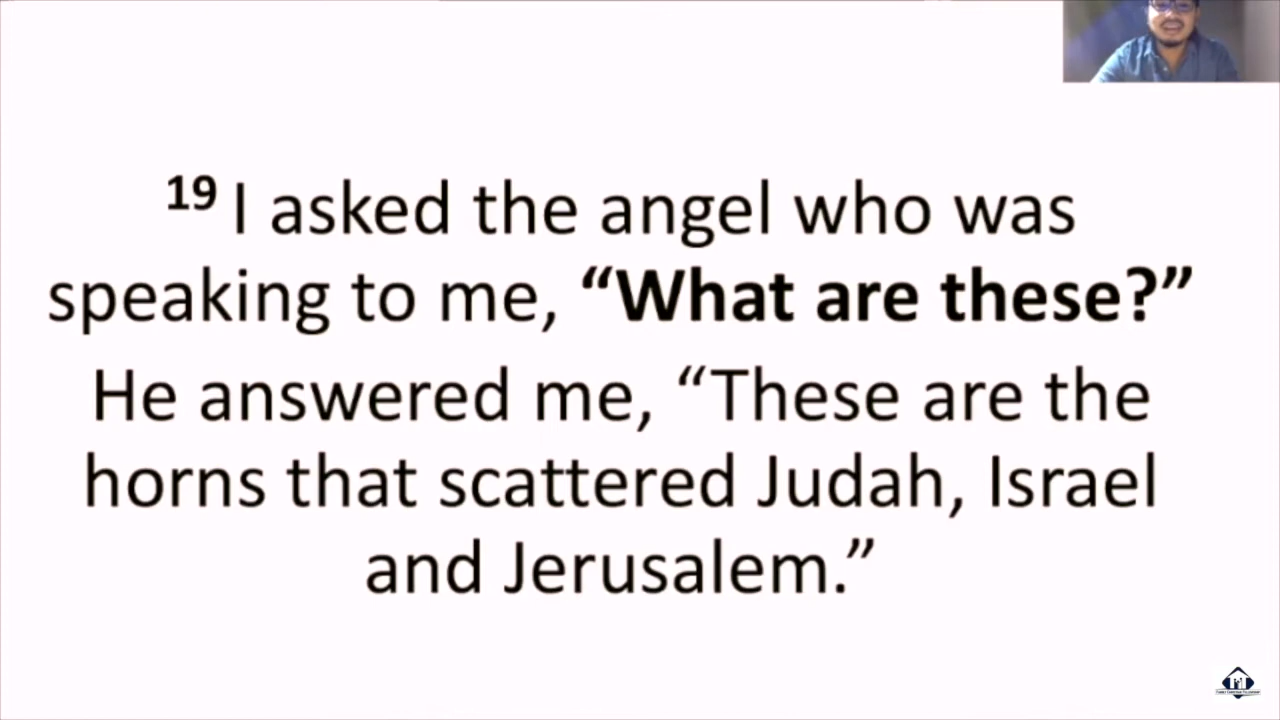 19 I asked the angel who was
speaking to me, “What are these?”
He answered me, “These are the
horns that scattered Judah, Israel
and Jerusalem.”